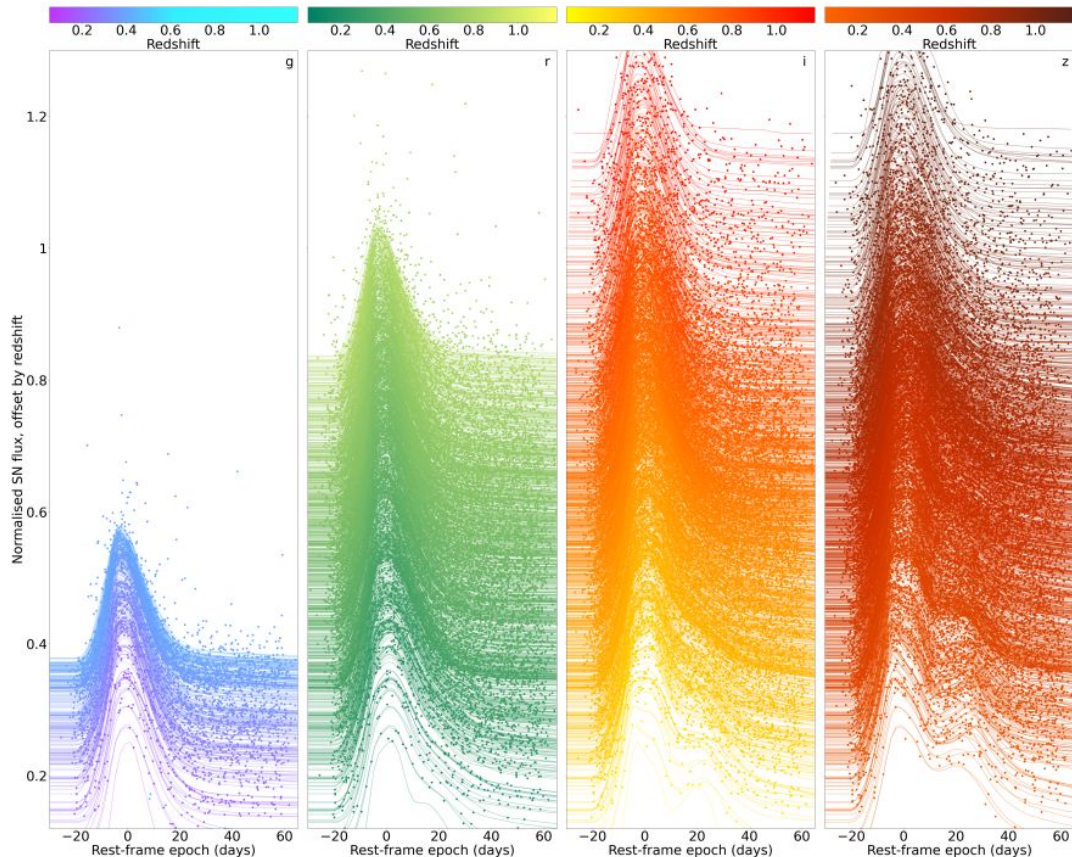 0.2 0.4 0.6 0.8 1.0
Redshift
0.2 0.4 0.6 0.8 1.0
Redshift
0.2 0.4 0.6 0.8 1.0
Redshift
0.2 0.4 0.6 0.8 1.0
Redshift
g
r
i
z
Normalised SN flux, offset by redshift
1.2
1
0.8
0.6
0.4
0.2
−20 0 20 40 60
Rest-frame epoch (days)
−20 0 20 40 60
Rest-frame epoch (days)
−20 0 20 40 60
Rest-frame epoch (days)
−20 0 20 40 60
Rest-frame epoch (days)